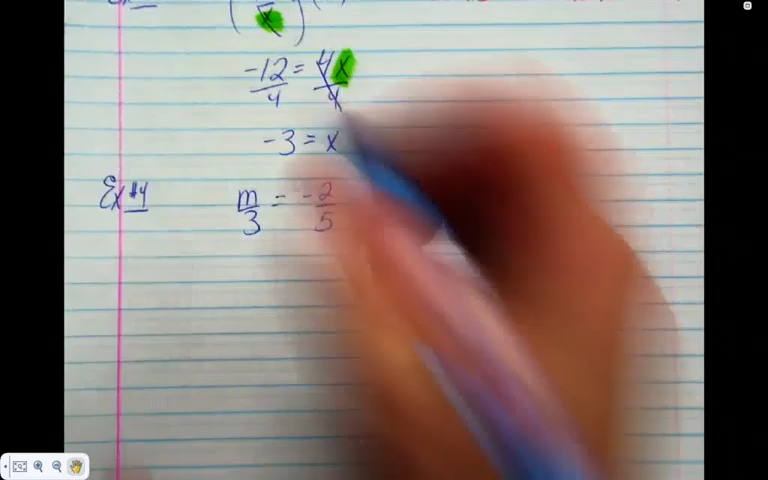 x
-12 = 4x
4 4
-3 = x
Ex #4 m = -2
3 5